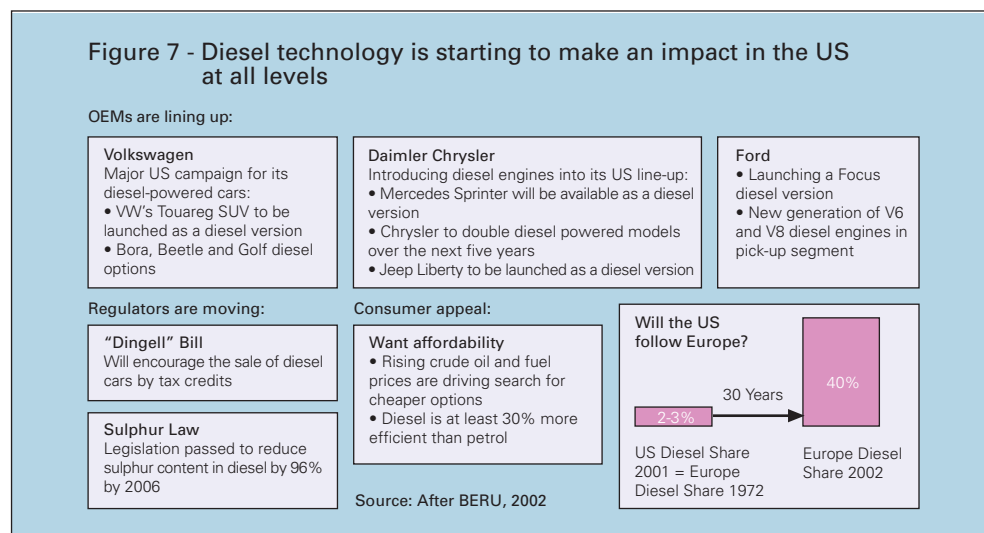 Figure 7 - Diesel technology is starting to make an impact in the US
at all levels
OEMs are lining up:
Volkswagen
Major US campaign for its
diesel-powered cars:
• VW's Touareg SUV to be
launched as a diesel version
• Bora, Beetle and Golf diesel
options
Daimler Chrysler
Introducing diesel engines into its US line-up:
• Mercedes Sprinter will be available as a diesel
version
• Chrysler to double diesel powered models
over the next five years
• Jeep Liberty to be launched as a diesel version
Ford
• Launching a Focus
diesel version
• New generation of V6
and V8 diesel engines in
pick-up segment
Regulators are moving:
“Dingell” Bill
Will encourage the sale of diesel
cars by tax credits
Sulphur Law
Legislation passed to reduce
sulphur content in diesel by 96%
by 2006
Consumer appeal:
Want affordability
• Rising crude oil and fuel
prices are driving search for
cheaper options
• Diesel is at least 30% more
efficient than petrol
Source: After BERU, 2002
Will the US
follow Europe?
2-3%
30 Years
40%
US Diesel Share
2001 = Europe
Diesel Share 1972
Europe Diesel
Share 2002